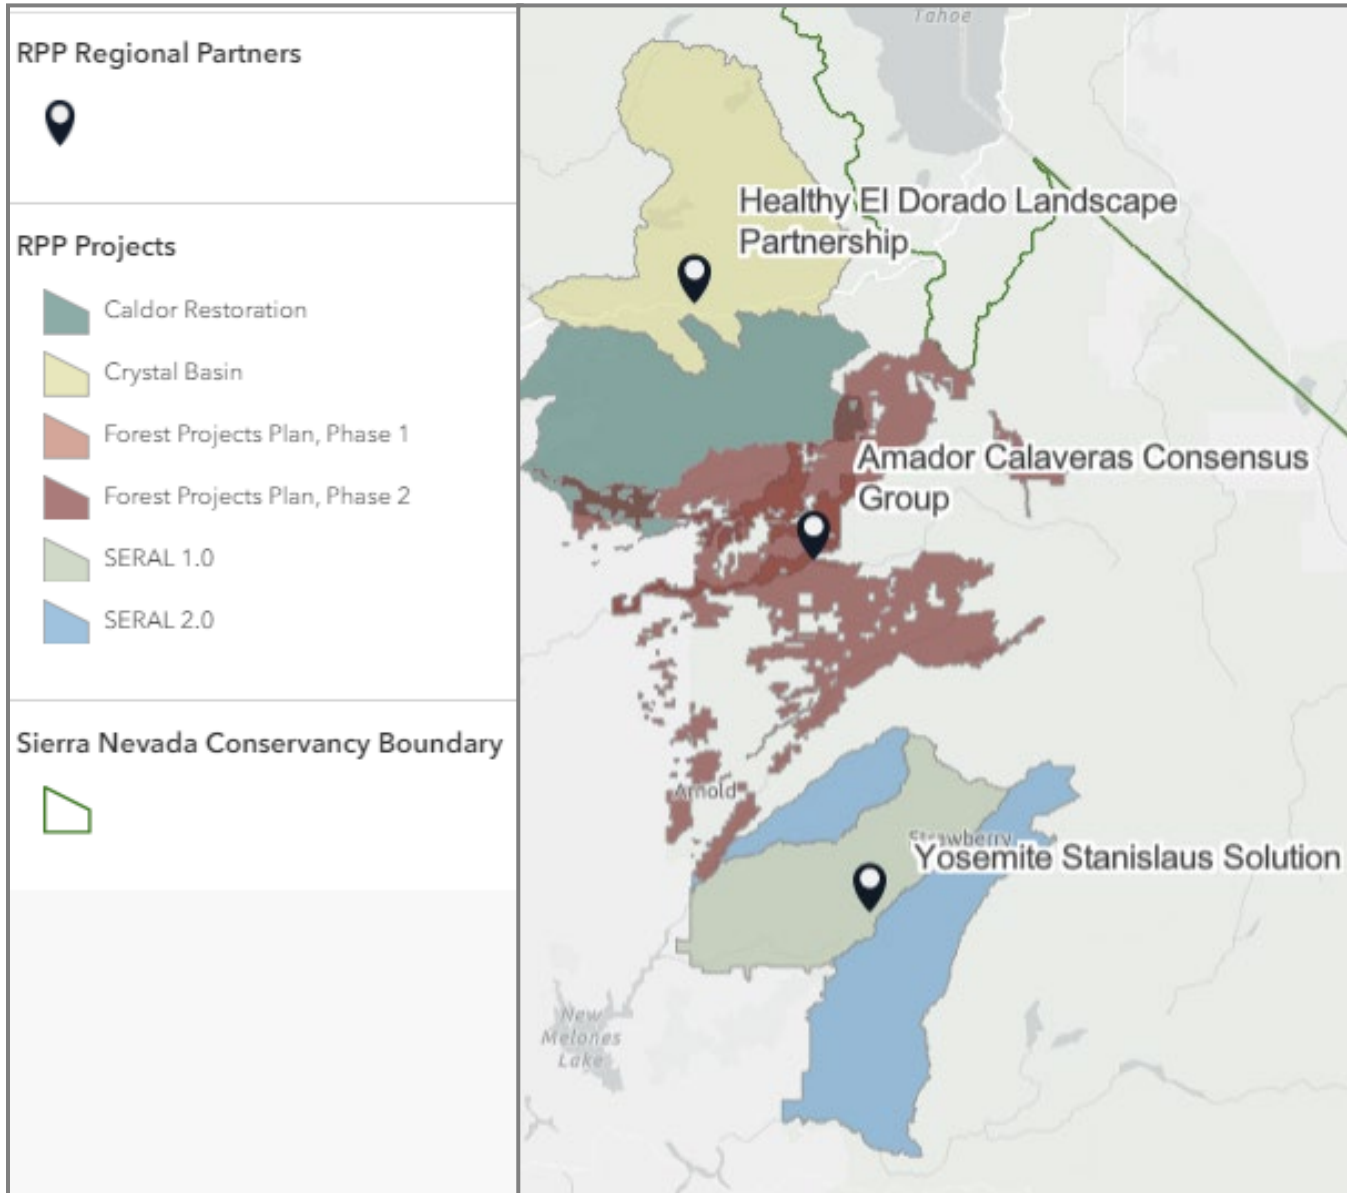 RPP Regional Partners
RPP Projects
Caldor Restoration
Crystal Basin
Forest Projects Plan, Phase 1
Forest Projects Plan, Phase 2
SERAL 1.0
SERAL 2.0
Sierra Nevada Conservancy Boundary
Tahoe
Healthy El Dorado Landscape
Partnership
Amador Calaveras Consensus
Group
Arnold
Strawberry
Yosemite Stanislaus Solution
New
Melones
Lake